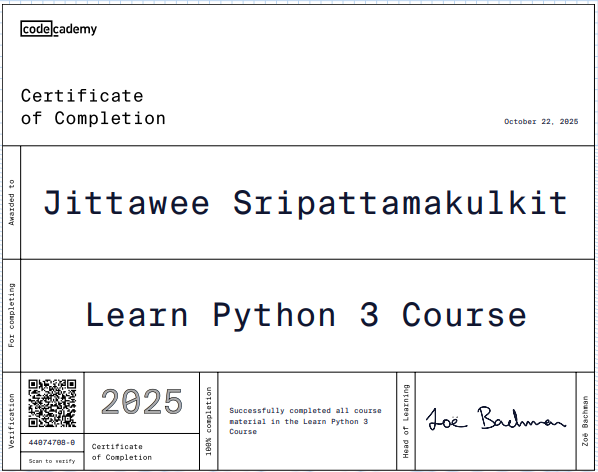 codecademy
Certificate
of Completion
October 22, 2025
Awarded to
Jittawee Sripattamakulkit
For completing
Learn Python 3 Course
Verification
44074708-0
Scan to verify
2025
Certificate
of Completion
100% completion
Successfully completed all course
material in the Learn Python 3
Course
Head of Learning
Zoë Bachman
Zoë Bachman